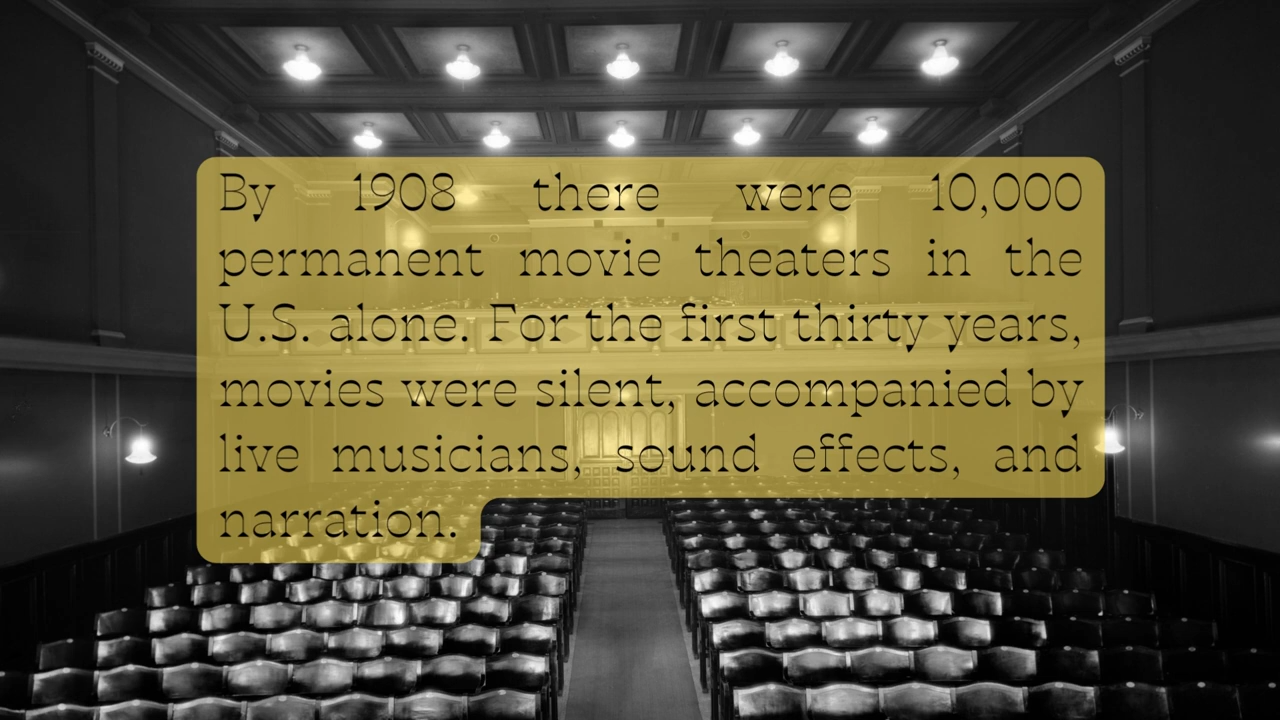 By 1908 there were 10,000
permanent movie theaters in the
U.S. alone. For the first thirty years,
movies were silent, accompanied by
live musicians, sound effects, and
narration.